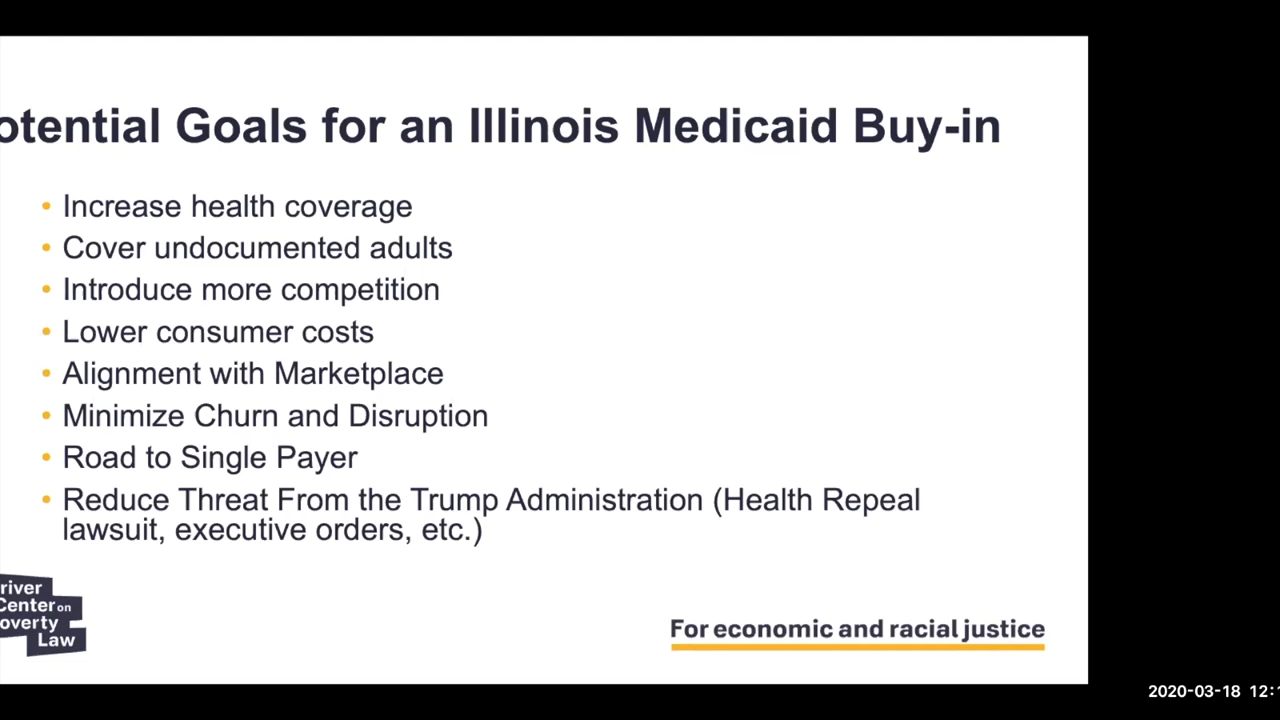 otential Goals for an Illinois Medicaid Buy-in
• Increase health coverage
• Cover undocumented adults
• Introduce more competition
• Lower consumer costs
• Alignment with Marketplace
• Minimize Churn and Disruption
• Road to Single Payer
• Reduce Threat From the Trump Administration (Health Repeal
lawsuit, executive orders, etc.)
river
Center on
overty
Law
For economic and racial justice
2020-03-18 12:1